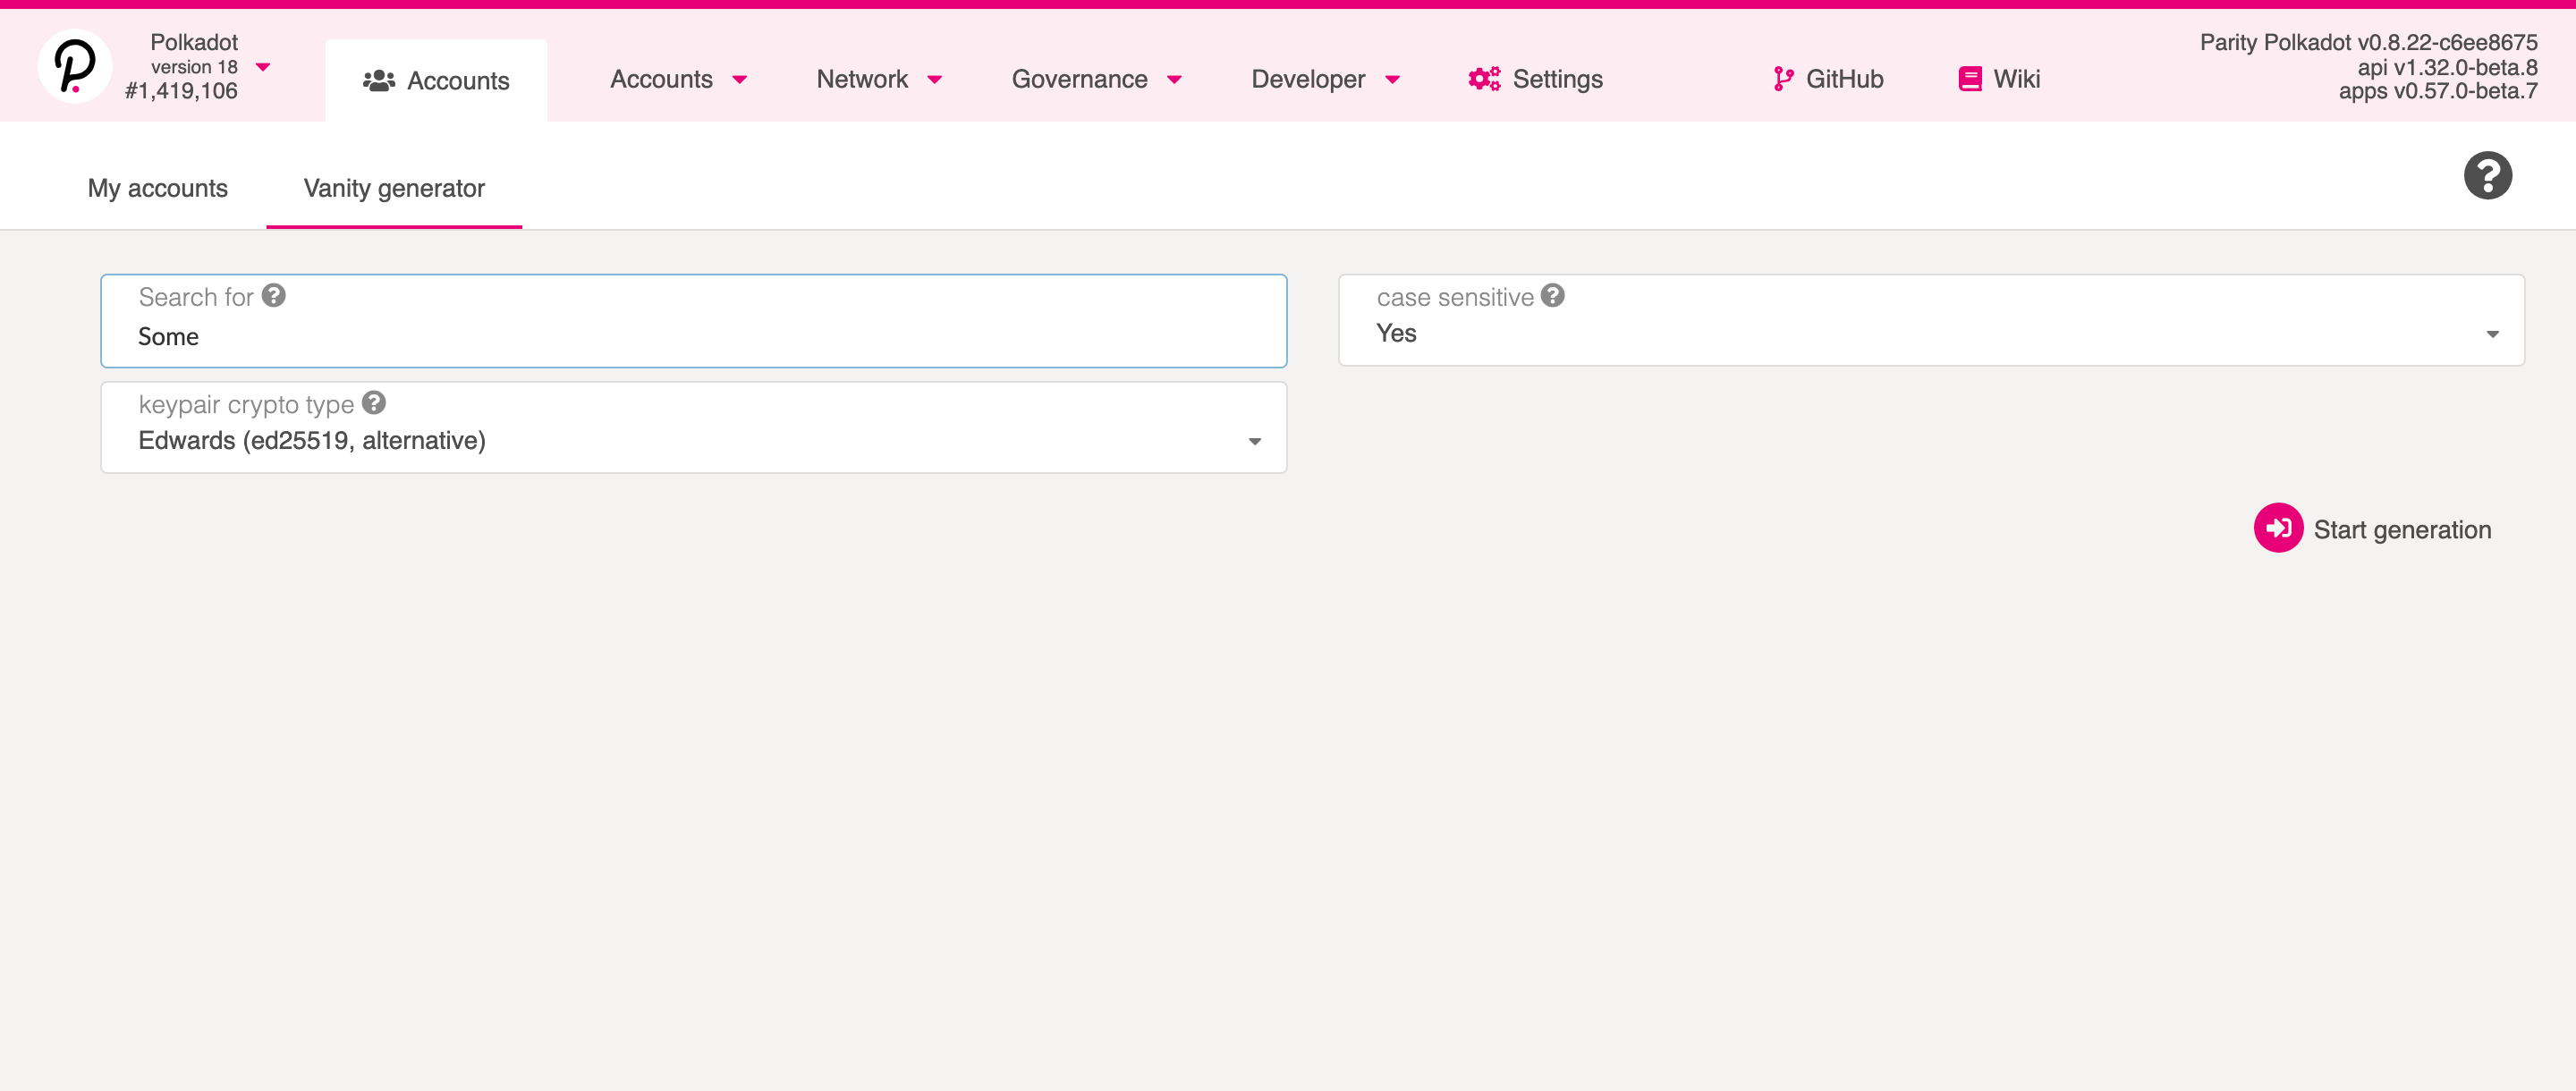 Polkadot
version 18
#1,419,106
Accounts
Accounts
Network
Governance
Developer
Settings
GitHub
Wiki
Parity Polkadot v0.8.22-c6ee8675
api v1.32.0-beta.8
apps v0.57.0-beta.7
My accounts
Vanity generator
Search for
Some
case sensitive
Yes
keypair crypto type
Edwards (ed25519, alternative)
Start generation